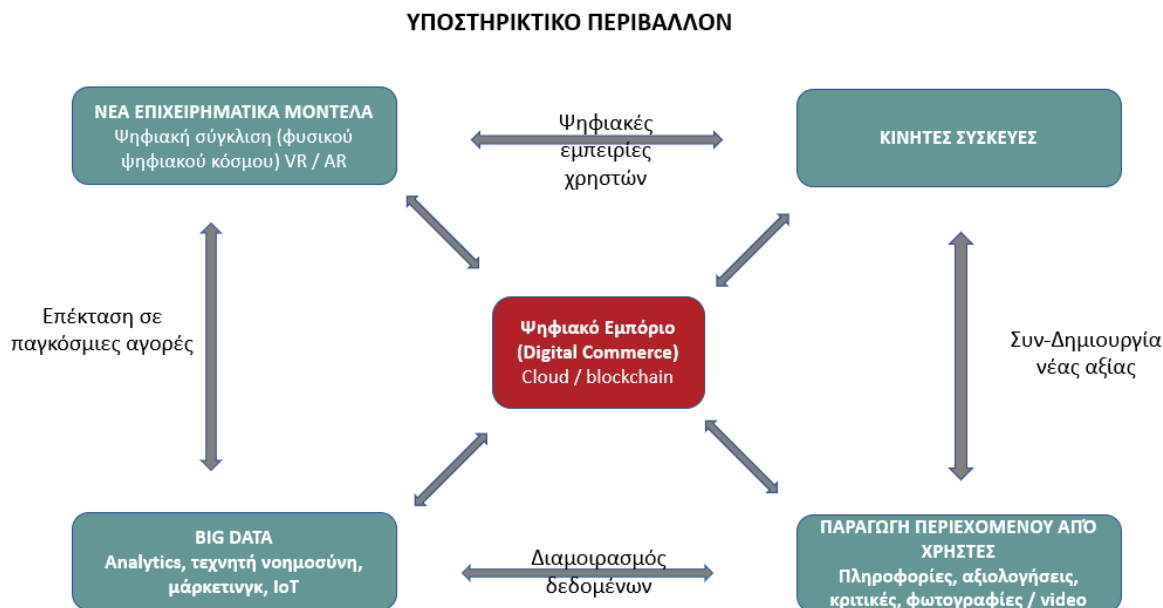 ΥΠΟΣΤΗΡΙΚΤΙΚΟ ΠΕΡΙΒΑΛΛΟΝ
ΝΕΑ ΕΠΙΧΕΙΡΗΜΑΤΙΚΑ ΜΟΝΤΕΛΑ
Ψηφιακή σύγκλιση (φυσικού
ψηφιακού κόσμου) VR / AR
Ψηφιακές
εμπειρίες
χρηστών
ΚΙΝΗΤΕΣ ΣΥΣΚΕΥΕΣ
Επέκταση σε
παγκόσμιες αγορές
Ψηφιακό Εμπόριο
(Digital Commerce)
Cloud / blockchain
Συν-Δημιουργία
νέας αξίας
BIG DATA
Analytics, τεχνητή νοημοσύνη,
μάρκετινγκ, IoT
Διαμοιρασμός
δεδομένων
ΠΑΡΑΓΩΓΗ ΠΕΡΙΕΧΟΜΕΝΟΥ ΑΠΌ
ΧΡΗΣΤΕΣ
Πληροφορίες, αξιολογήσεις,
κριτικές, φωτογραφίες / video